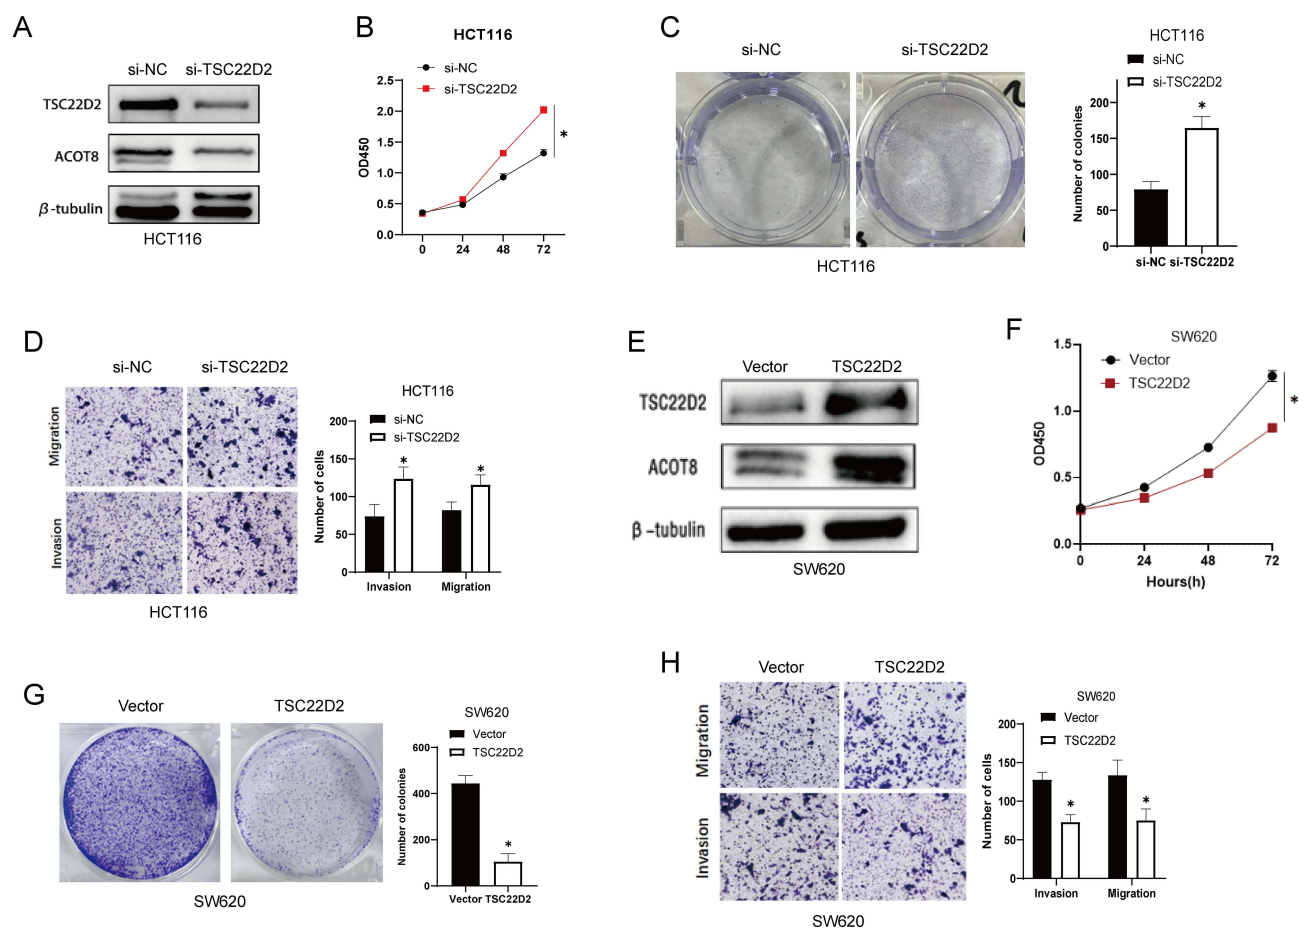 A
si-NC si-TSC22D2
TSC22D2
ACOT8
β-tubulin
HCT116
B
HCT116
si-NC
si-TSC22D2
OD450
2.5
2.0
1.5
1.0
0.5
0.0
0 24 48 72
*
C
si-NC si-TSC22D2
HCT116
HCT116
si-NC
si-TSC22D2
Number of colonies
200
150
100
50
0
*
si-NC si-TSC22D2
D
si-NC si-TSC22D2
Migration
Invasion
HCT116
HCT116
si-NC
si-TSC22D2
Number of cells
200
150
100
50
0
* *
Invasion Migration
E
Vector TSC22D2
TSC22D2
ACOT8
β-tubulin
SW620
F
SW620
Vector
TSC22D2
OD450
1.5
1.0
0.5
0.0
0 24 48 72
Hours(h)
*
G
Vector TSC22D2
SW620
SW620
Vector
TSC22D2
Number of colonies
600
400
200
0
*
Vector TSC22D2
H
Vector TSC22D2
Migration
Invasion
SW620
SW620
Vector
TSC22D2
Number of cells
200
150
100
50
0
* *
Invasion Migration